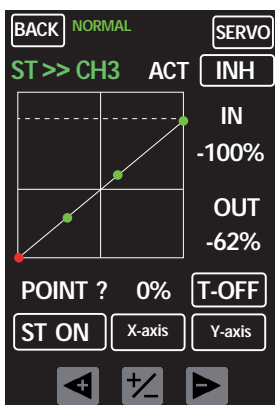 BACK NORMAL SERVO
ST >> CH3 ACT INH
IN
-100%
OUT
-62%
POINT ? 0% T-OFF
ST ON X-axis Y-axis
+ +/- -